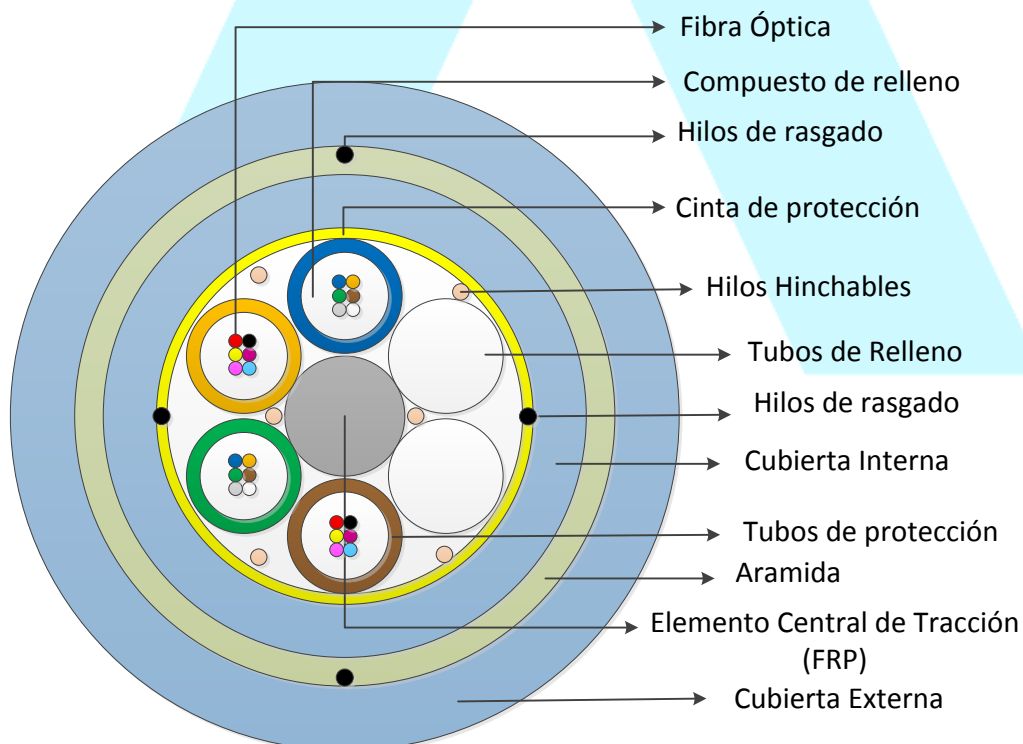 Fibra Óptica
Compuesto de relleno
Hilos de rasgado
Cinta de protección
Hilos Hinchables
Tubos de Relleno
Hilos de rasgado
Cubierta Interna
Tubos de protección
Aramida
Elemento Central de Tracción
(FRP)
Cubierta Externa